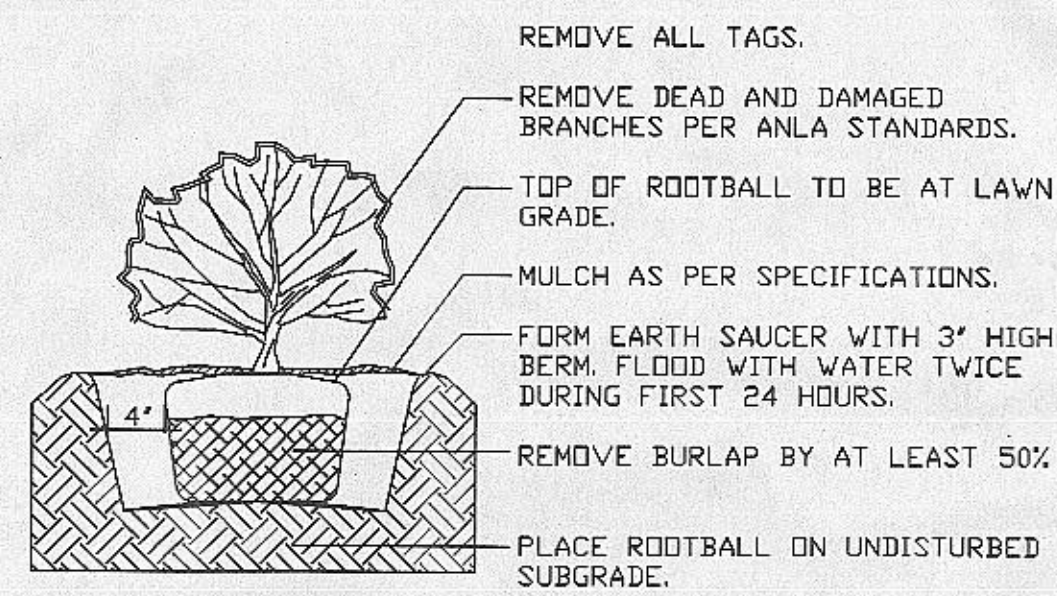 REMOVE ALL TAGS.
REMOVE DEAD AND DAMAGED
BRANCHES PER ANLA STANDARDS.
TOP OF ROOTBALL TO BE AT LAWN
GRADE.
MULCH AS PER SPECIFICATIONS.
FORM EARTH SAUCER WITH 3" HIGH
BERM. FLOOD WITH WATER TWICE
DURING FIRST 24 HOURS.
4"
REMOVE BURLAP BY AT LEAST 50%
PLACE ROOTBALL ON UNDISTURBED
SUBGRADE.